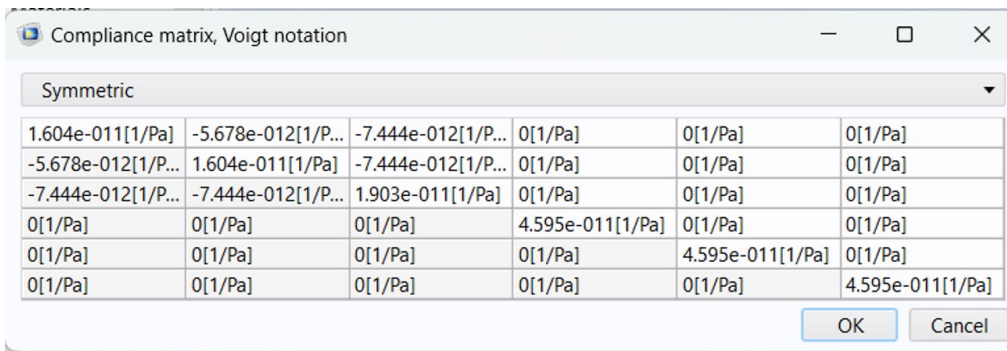 Compliance matrix, Voigt notation
Symmetric
1.604e-011[1/Pa] -5.678e-012[1/P... -7.444e-012[1/P... 0[1/Pa] 0[1/Pa] 0[1/Pa]
-5.678e-012[1/P... 1.604e-011[1/Pa] -7.444e-012[1/P... 0[1/Pa] 0[1/Pa] 0[1/Pa]
-7.444e-012[1/P... -7.444e-012[1/P... 1.903e-011[1/Pa] 0[1/Pa] 0[1/Pa] 0[1/Pa]
0[1/Pa] 0[1/Pa] 0[1/Pa] 4.595e-011[1/Pa] 0[1/Pa] 0[1/Pa]
0[1/Pa] 0[1/Pa] 0[1/Pa] 0[1/Pa] 4.595e-011[1/Pa] 0[1/Pa]
0[1/Pa] 0[1/Pa] 0[1/Pa] 0[1/Pa] 0[1/Pa] 4.595e-011[1/Pa]
OK Cancel